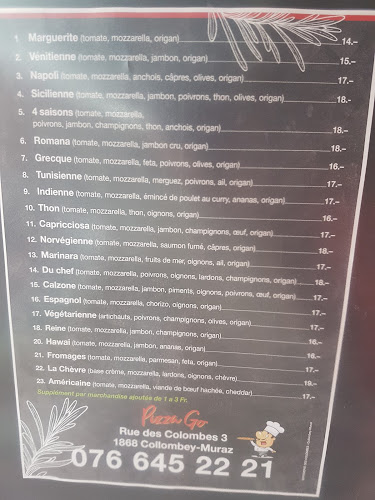 1. Marguerite (tomate, mozzarella, origan) 14.–
2. Vénitienne (tomate, mozzarella, jambon, origan) 15.–
3. Napoli (tomate, mozzarella, anchois, câpres, olives, origan) 17.–
4. Sicilienne (tomate, mozzarella, jambon, poivrons, thon, olives, origan) 18.–
5. 4 saisons (tomate, mozzarella,
poivrons, jambon, champignons, thon, anchois, origan) 18.–
6. Romana (tomate, mozzarella, jambon cru, origan) 18.–
7. Grecque (tomate, mozzarella, feta, poivrons, olives, origan) 16.–
8. Tunisienne (tomate, mozzarella, merguez, poivrons, ail, origan) 17.–
9. Indienne (tomate, mozzarella, émincé de poulet au curry, ananas, origan) 17.–
10. Thon (tomate, mozzarella, thon, oignons, origan) 16.–
11. Capricciosa (tomate, mozzarella, jambon, champignons, œuf, origan) 17.–
12. Norvégienne (tomate, mozzarella, saumon fumé, câpres, origan) 18.–
13. Marinara (tomate, mozzarella, fruits de mer, oignons, ail, origan) 17.–
14. Du chef (tomate, mozzarella, poivrons, oignons, lardons, champignons, origan) 18.–
15. Calzone (tomate, mozzarella, jambon, piments, oignons, poivrons, œuf, origan) 17.–
16. Espagnol (tomate, mozzarella, chorizo, oignons, origan) 16.–
17. Végétarienne (artichauts, poivrons, champignons, olives, origan) 17.–
18. Reine (tomate, mozzarella, jambon, champignons, origan) 16.–
20. Hawai (tomate, mozzarella, jambon, ananas, origan) 16.–
21. Fromages (tomate, mozzarella, parmesan, feta, origan) 17.–
22. La Chèvre (base crème, mozzarella, lardons, oignons, chèvre) 18.–
23. Américaine (tomate, mozzarella, viande de bœuf hachée, cheddar) 17.–
Supplément par marchandise ajoutée de 1 à 3 Fr.
Pizza Go
Rue des Colombes 3
1868 Collombey-Muraz
076 645 22 21